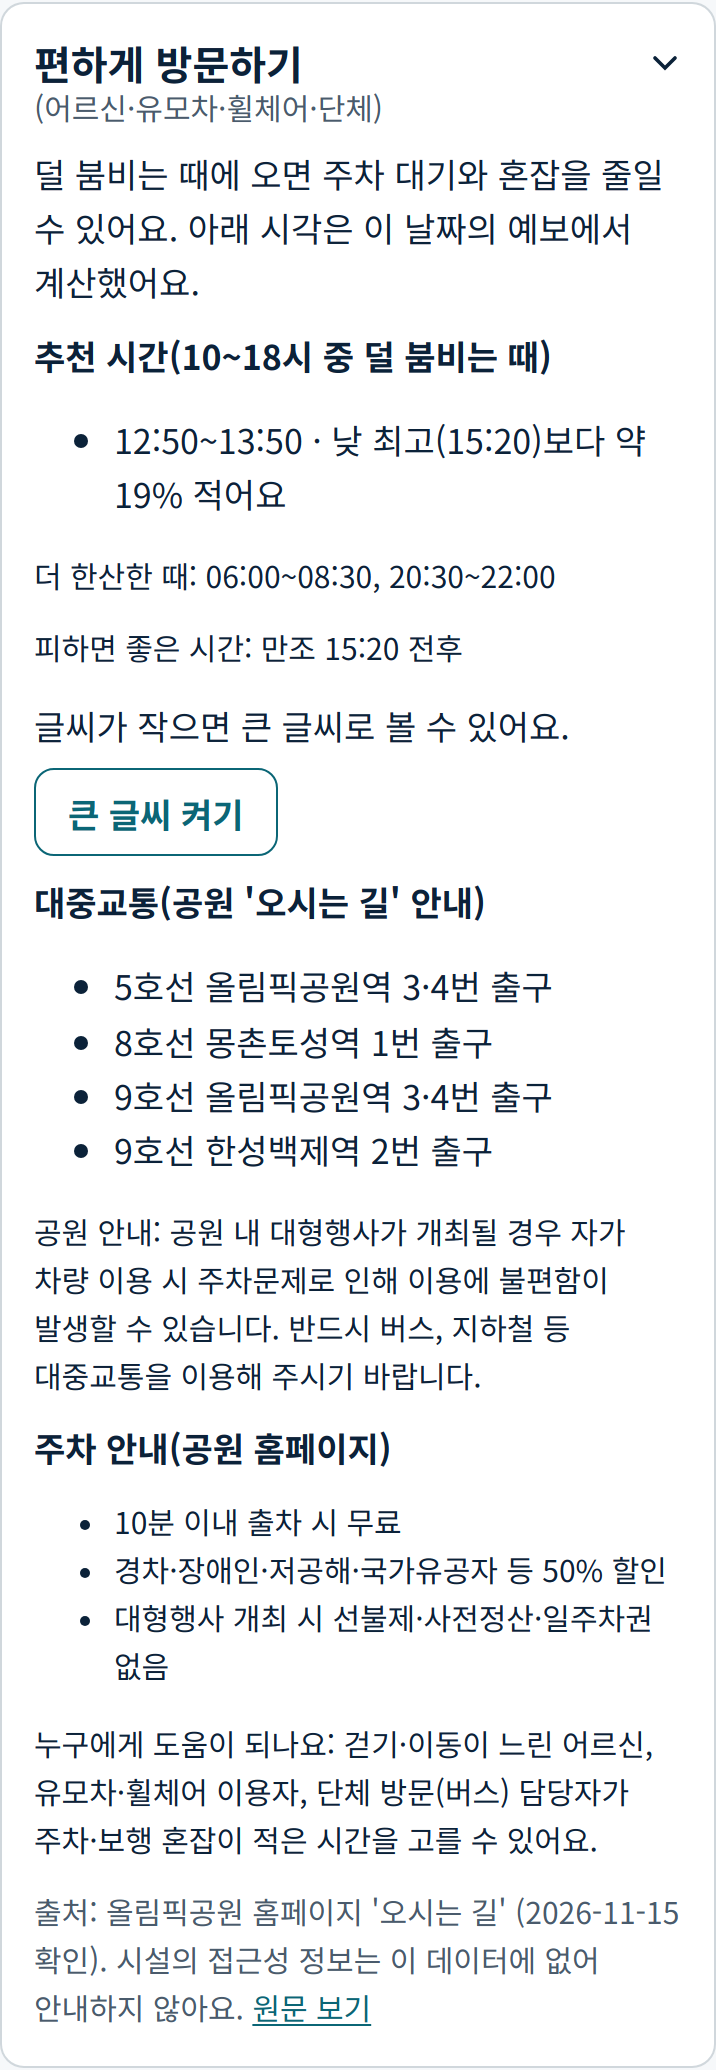 편하게 방문하기
(어르신·유모차·휠체어·단체)
덜 붐비는 때에 오면 주차 대기와 혼잡을 줄일
수 있어요. 아래 시각은 이 날짜의 예보에서
계산했어요.
추천 시간(10~18시 중 덜 붐비는 때)
• 12:50~13:50 · 낮 최고(15:20)보다 약
19% 적어요
더 한산한 때: 06:00~08:30, 20:30~22:00
피하면 좋은 시간: 만조 15:20 전후
글씨가 작으면 큰 글씨로 볼 수 있어요.
큰 글씨 켜기
대중교통(공원 '오시는 길' 안내)
• 5호선 올림픽공원역 3·4번 출구
• 8호선 몽촌토성역 1번 출구
• 9호선 올림픽공원역 3·4번 출구
• 9호선 한성백제역 2번 출구
공원 안내: 공원 내 대형행사가 개최될 경우 자가
차량 이용 시 주차문제로 인해 이용에 불편함이
발생할 수 있습니다. 반드시 버스, 지하철 등
대중교통을 이용해 주시기 바랍니다.
주차 안내(공원 홈페이지)
• 10분 이내 출차 시 무료
• 경차·장애인·저공해·국가유공자 등 50% 할인
• 대형행사 개최 시 선불제·사전정산·일주차권
없음
누구에게 도움이 되나요: 걷기·이동이 느린 어르신,
유모차·휠체어 이용자, 단체 방문(버스) 담당자가
주차·보행 혼잡이 적은 시간을 고를 수 있어요.
출처: 올림픽공원 홈페이지 '오시는 길' (2026-11-15
확인). 시설의 접근성 정보는 이 데이터에 없어
안내하지 않아요. 원문 보기